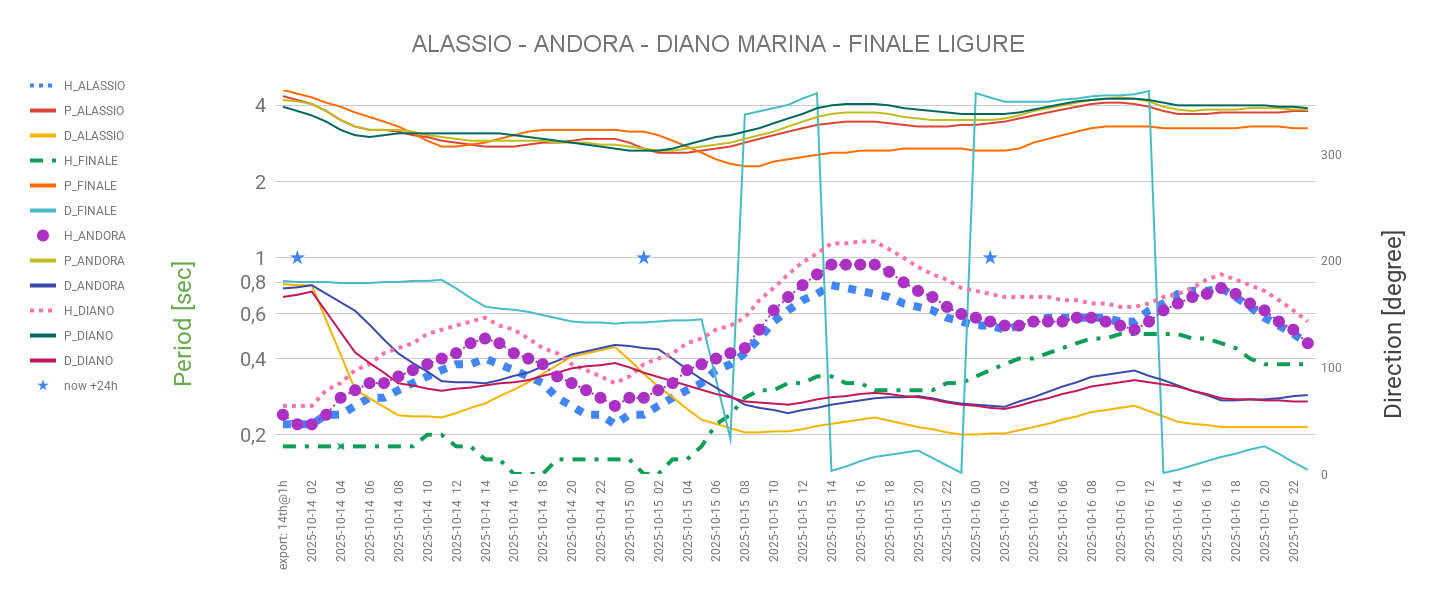 ALASSIO - ANDORA - DIANO MARINA - FINALE LIGURE
H_ALASSIO
P_ALASSIO
D_ALASSIO
H_FINALE
P_FINALE
D_FINALE
H_ANDORA
P_ANDORA
D_ANDORA
H_DIANO
P_DIANO
D_DIANO
now +24h
Period [sec]
4
2
1
0,8
0,6
0,4
0,2
300
200
100
0
Direction [degree]
export: 14th@1h
2025-10-14 02
2025-10-14 04
2025-10-14 06
2025-10-14 08
2025-10-14 10
2025-10-14 12
2025-10-14 14
2025-10-14 16
2025-10-14 18
2025-10-14 20
2025-10-14 22
2025-10-15 00
2025-10-15 02
2025-10-15 04
2025-10-15 06
2025-10-15 08
2025-10-15 10
2025-10-15 12
2025-10-15 14
2025-10-15 16
2025-10-15 18
2025-10-15 20
2025-10-15 22
2025-10-16 00
2025-10-16 02
2025-10-16 04
2025-10-16 06
2025-10-16 08
2025-10-16 10
2025-10-16 12
2025-10-16 14
2025-10-16 16
2025-10-16 18
2025-10-16 20
2025-10-16 22